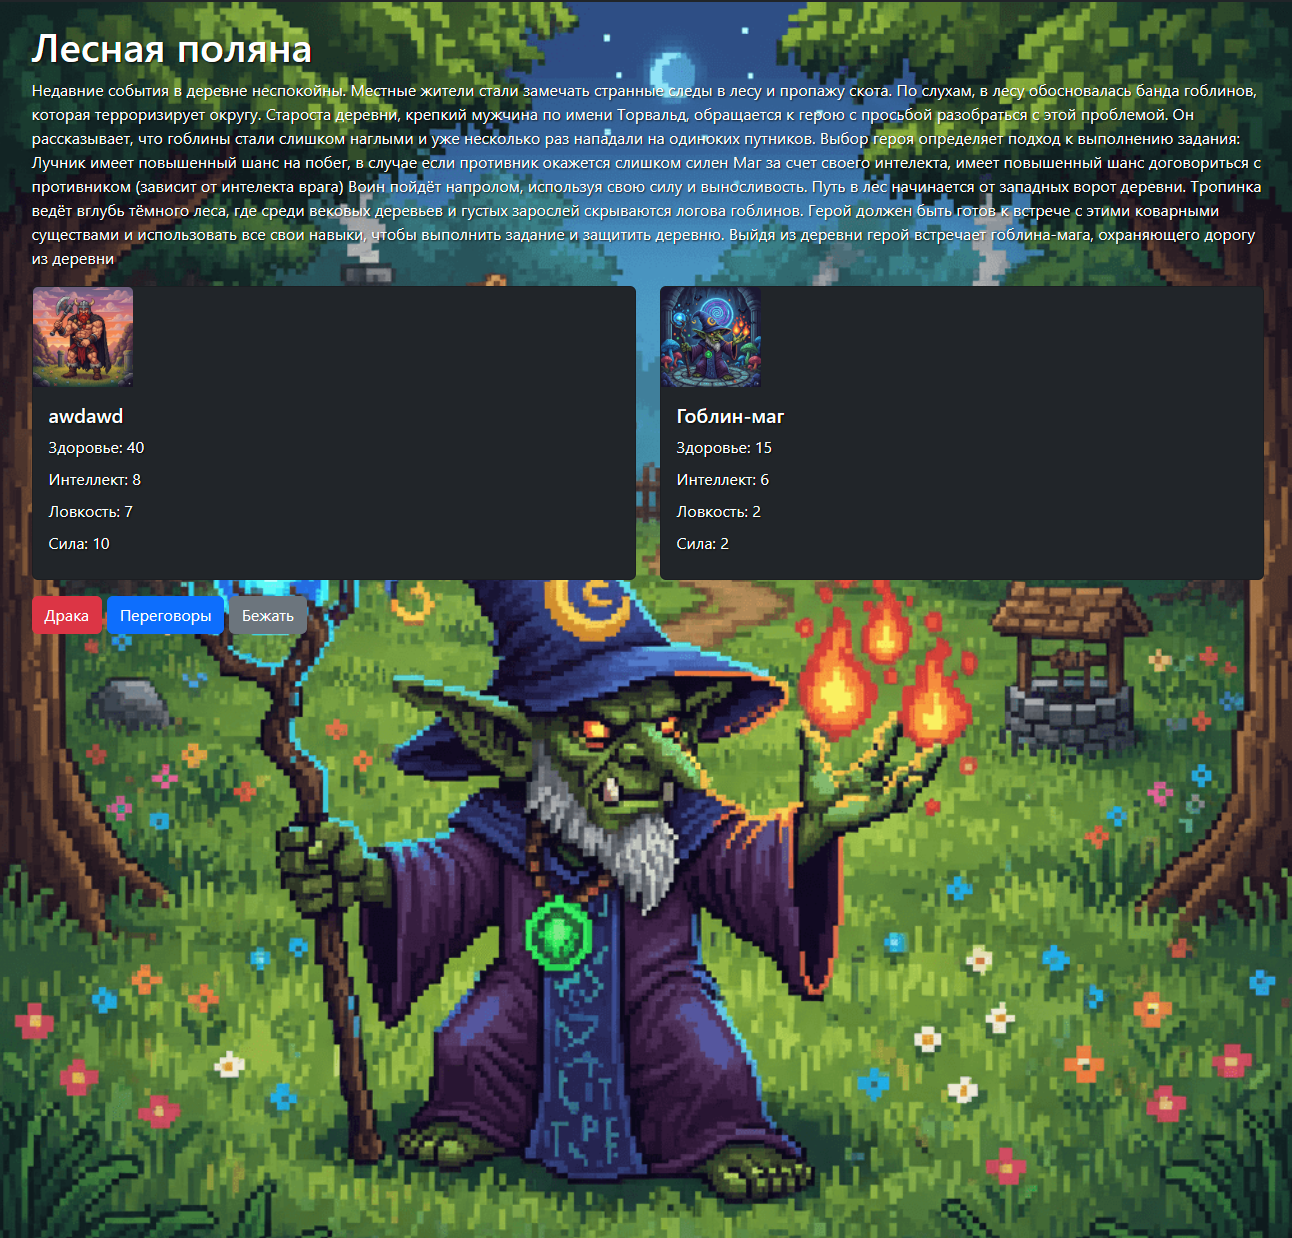 Лесная поляна
Недавние события в деревне неспокойны. Местные жители стали замечать странные следы в лесу и пропажу скота. По слухам, в лесу обосновалась банда гоблинов,
которая терроризирует округу. Староста деревни, крепкий мужчина по имени Торвальд, обращается к герою с просьбой разобраться с этой проблемой. Он
рассказывает, что гоблины стали слишком наглыми и уже несколько раз нападали на одиноких путников. Выбор героя определяет подход к выполнению задания:
Лучник имеет повышенный шанс на побег, в случае если противник окажется слишком силен Маг за счет своего интелекта, имеет повышенный шанс договориться с
противником (зависит от интелекта врага) Воин пойдёт напролом, используя свою силу и выносливость. Путь в лес начинается от западных ворот деревни. Тропинка
ведёт вглубь тёмного леса, где среди вековых деревьев и густых зарослей скрываются логова гоблинов. Герой должен быть готов к встрече с этими коварными
существами и использовать все свои навыки, чтобы выполнить задание и защитить деревню. Выйдя из деревни герой встречает гоблина-мага, охраняющего дорогу
из деревни
awdawd
Здоровье: 40
Интеллект: 8
Ловкость: 7
Сила: 10
Гоблин-маг
Здоровье: 15
Интеллект: 6
Ловкость: 2
Сила: 2
Драка
Переговоры
Бежать